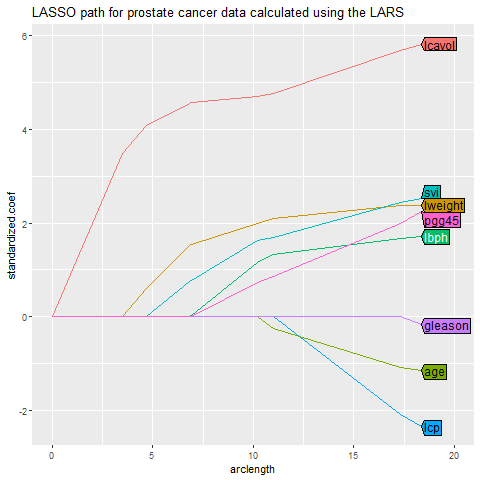 LASSO path for prostate cancer data calculated using the LARS
6
4
2
0
-2
standardized.coef
lcavol
svi
lweight
pgg45
lbph
gleason
age
lcp
0
5
10
15
20
arclength